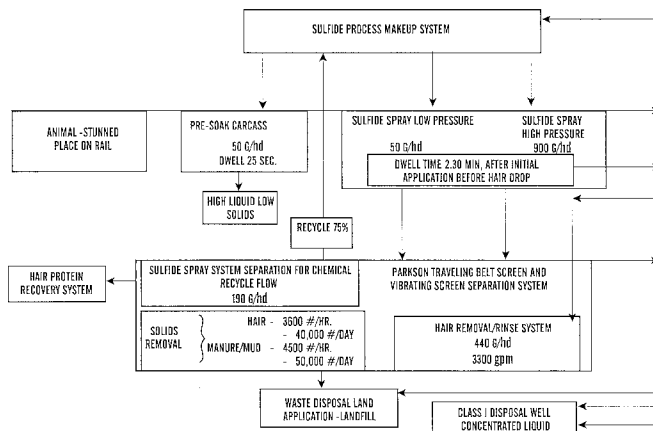 SULFIDE PROCESS MAKEUP SYSTEM
ANIMAL -STUNNED
PLACE ON RAIL
PRE-SOAK CARCASS
50 G/hd
DWELL 25 SEC.
SULFIDE SPRAY LOW PRESSURE
50 G/hd
SULFIDE SPRAY
HIGH PRESSURE
900 G/hd
DWELL TIME 2.30 MIN, AFTER INITIAL
APPLICATION BEFORE HAIR DROP
HIGH LIQUID LOW
SOLIDS
RECYCLE 75%
HAIR PROTEIN
RECOVERY SYSTEM
SULFIDE SPRAY SYSTEM SEPARATION FOR CHEMICAL
RECYCLE FLOW
190 G/hd
PARKSON TRAVELING BELT SCREEN AND
VIBRATING SCREEN SEPARATION SYSTEM
SOLIDS
REMOVAL
HAIR - 3600 #/HR.
- 40,000 #/DAY
MANURE/MUD - 4500 #/HR.
- 50,000 #/DAY
HAIR REMOVAL/RINSE SYSTEM
440 G/hd
3300 gpm
WASTE DISPOSAL LAND
APPLICATION -LANDFILL
CLASS I DISPOSAL WELL
CONCENTRATED LIQUID